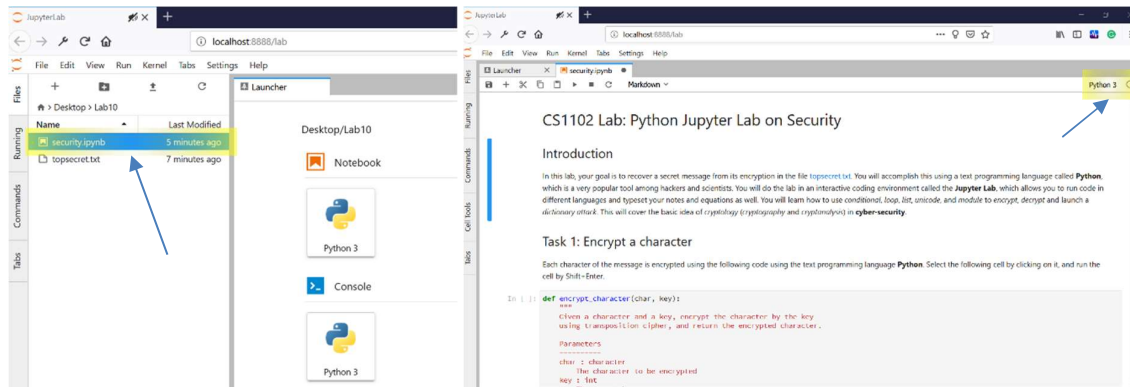 JupyterLab
localhost:8888/lab
File Edit View Run Kernel Tabs Settings Help
Files
Running
Commands
Tabs
> Desktop > Lab10
Name Last Modified
security.ipynb 5 minutes ago
topsecret.txt 7 minutes ago
Launcher
Desktop/Lab10
Notebook
Python 3
Console
Python 3
JupyterLab
localhost:8888/lab
File Edit View Run Kernel Tabs Settings Help
Files
Running
Commands
Cell Tools
Tabs
Launcher
security.ipynb
Markdown
Python 3
CS1102 Lab: Python Jupyter Lab on Security
Introduction
In this lab, your goal is to recover a secret message from its encryption in the file topsecret.txt. You will accomplish this using a text programming language called Python,
which is a very popular tool among hackers and scientists. You will do the lab in an interactive coding environment called the Jupyter Lab, which allows you to run code in
different languages and typeset your notes and equations as well. You will learn how to use conditional, loop, list, unicode, and module to encrypt, decrypt and launch a
dictionary attack. This will cover the basic idea of cryptology (cryptography and cryptanalysis) in cyber-security.
Task 1: Encrypt a character
Each character of the message is encrypted using the following code using the text programming language Python. Select the following cell by clicking on it, and run the
cell by Shift+Enter.
In [ ]: def encrypt_character(char, key):
"""
Given a character and a key, encrypt the character by the key
using transposition cipher, and return the encrypted character.
Parameters
----------
char : character
The character to be encrypted
key : int